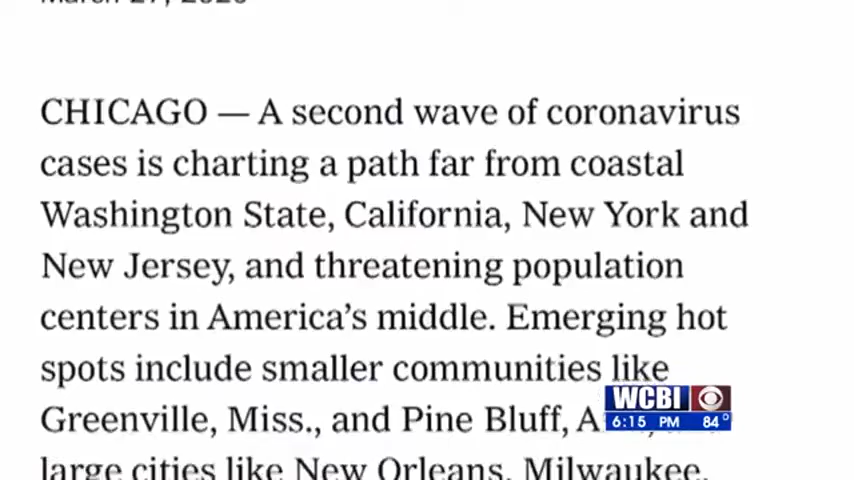 CHICAGO — A second wave of coronavirus
cases is charting a path far from coastal
Washington State, California, New York and
New Jersey, and threatening population
centers in America’s middle. Emerging hot
spots include smaller communities like
Greenville, Miss., and Pine Bluff,
large cities like New Orleans, Milwaukee,
WCBI
6:15 PM 84°